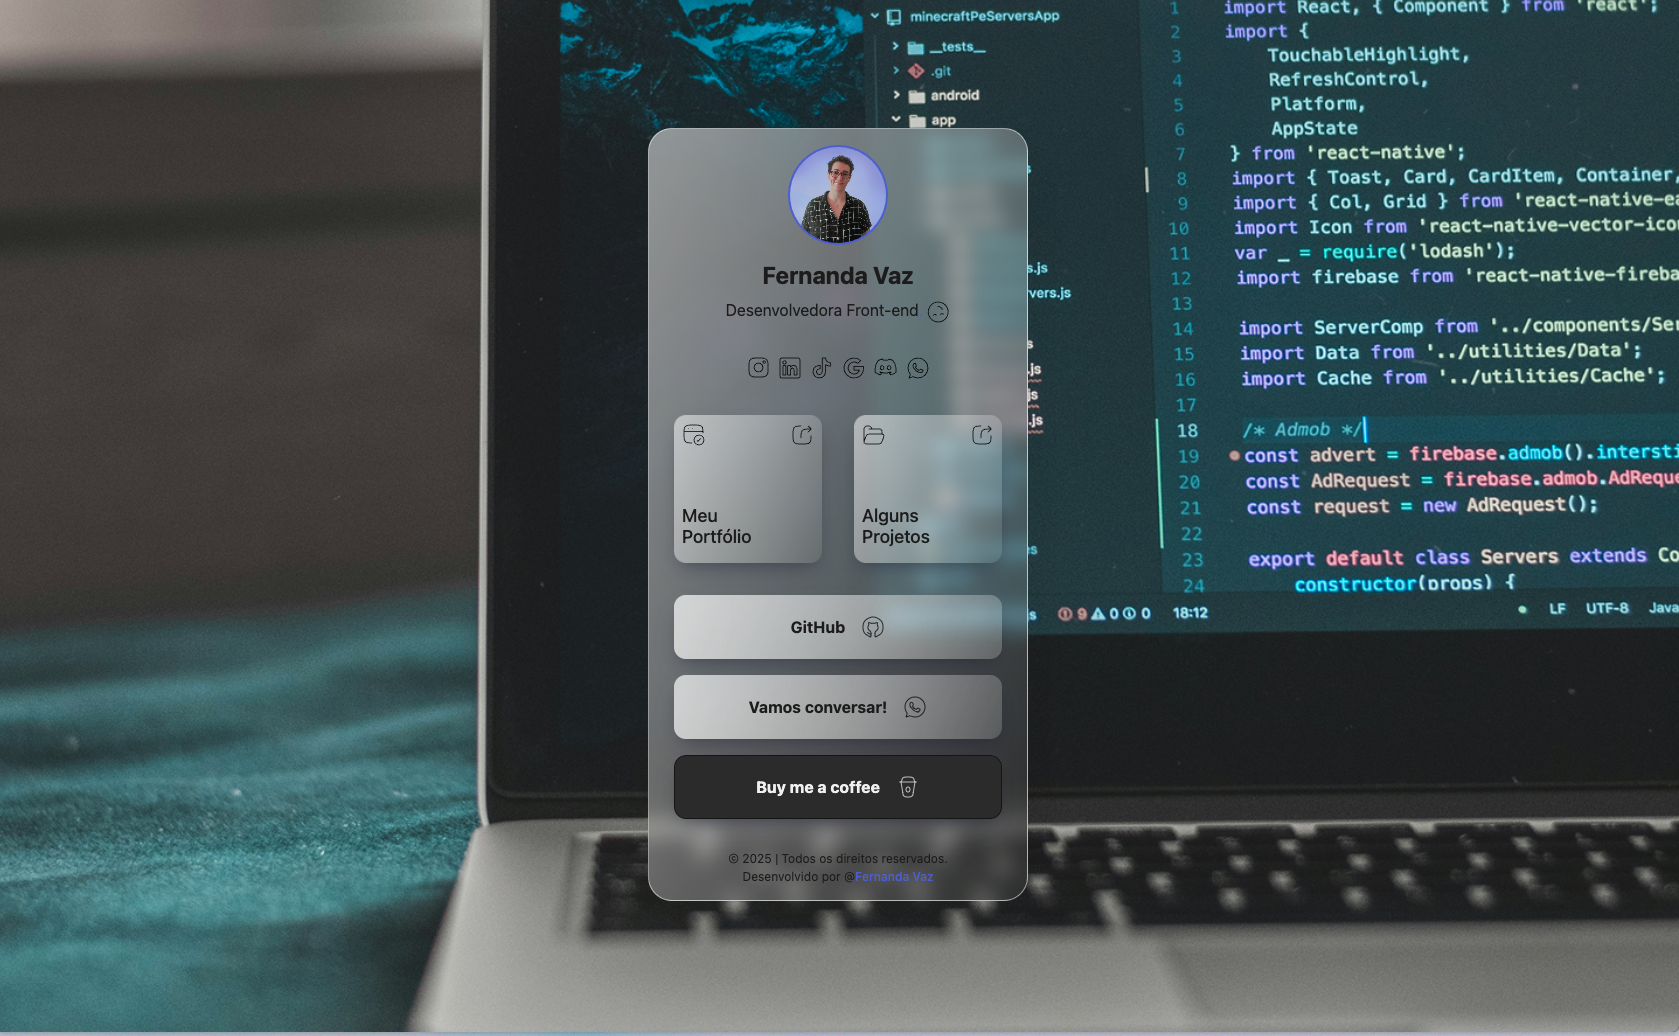 minecraftPeServersApp
__tests__
.git
android
app
s.js
vers.js
.js
.js
18:12
9
0
0
LF
UTF-8
Java
1 import React, { Component } from 'react';
2 import {
3 TouchableHighlight,
4 RefreshControl,
5 Platform,
6 AppState
7 } from 'react-native';
8 import { Toast, Card, CardItem, Container,
9 import { Col, Grid } from 'react-native-ea
10 import Icon from 'react-native-vector-ico
11 var _ = require('lodash');
12 import firebase from 'react-native-fireba
13
14 import ServerComp from '../components/Ser
15 import Data from '../utilities/Data';
16 import Cache from '../utilities/Cache';
17
18 /* Admob */
19 const advert = firebase.admob().intersti
20 const AdRequest = firebase.admob.AdReque
21 const request = new AdRequest();
22
23 export default class Servers extends Co
24 constructor(props) {
Fernanda Vaz
Desenvolvedora Front-end
Meu
Portfólio
Alguns
Projetos
GitHub
Vamos conversar!
Buy me a coffee
© 2025 | Todos os direitos reservados.
Desenvolvido por @Fernanda Vaz